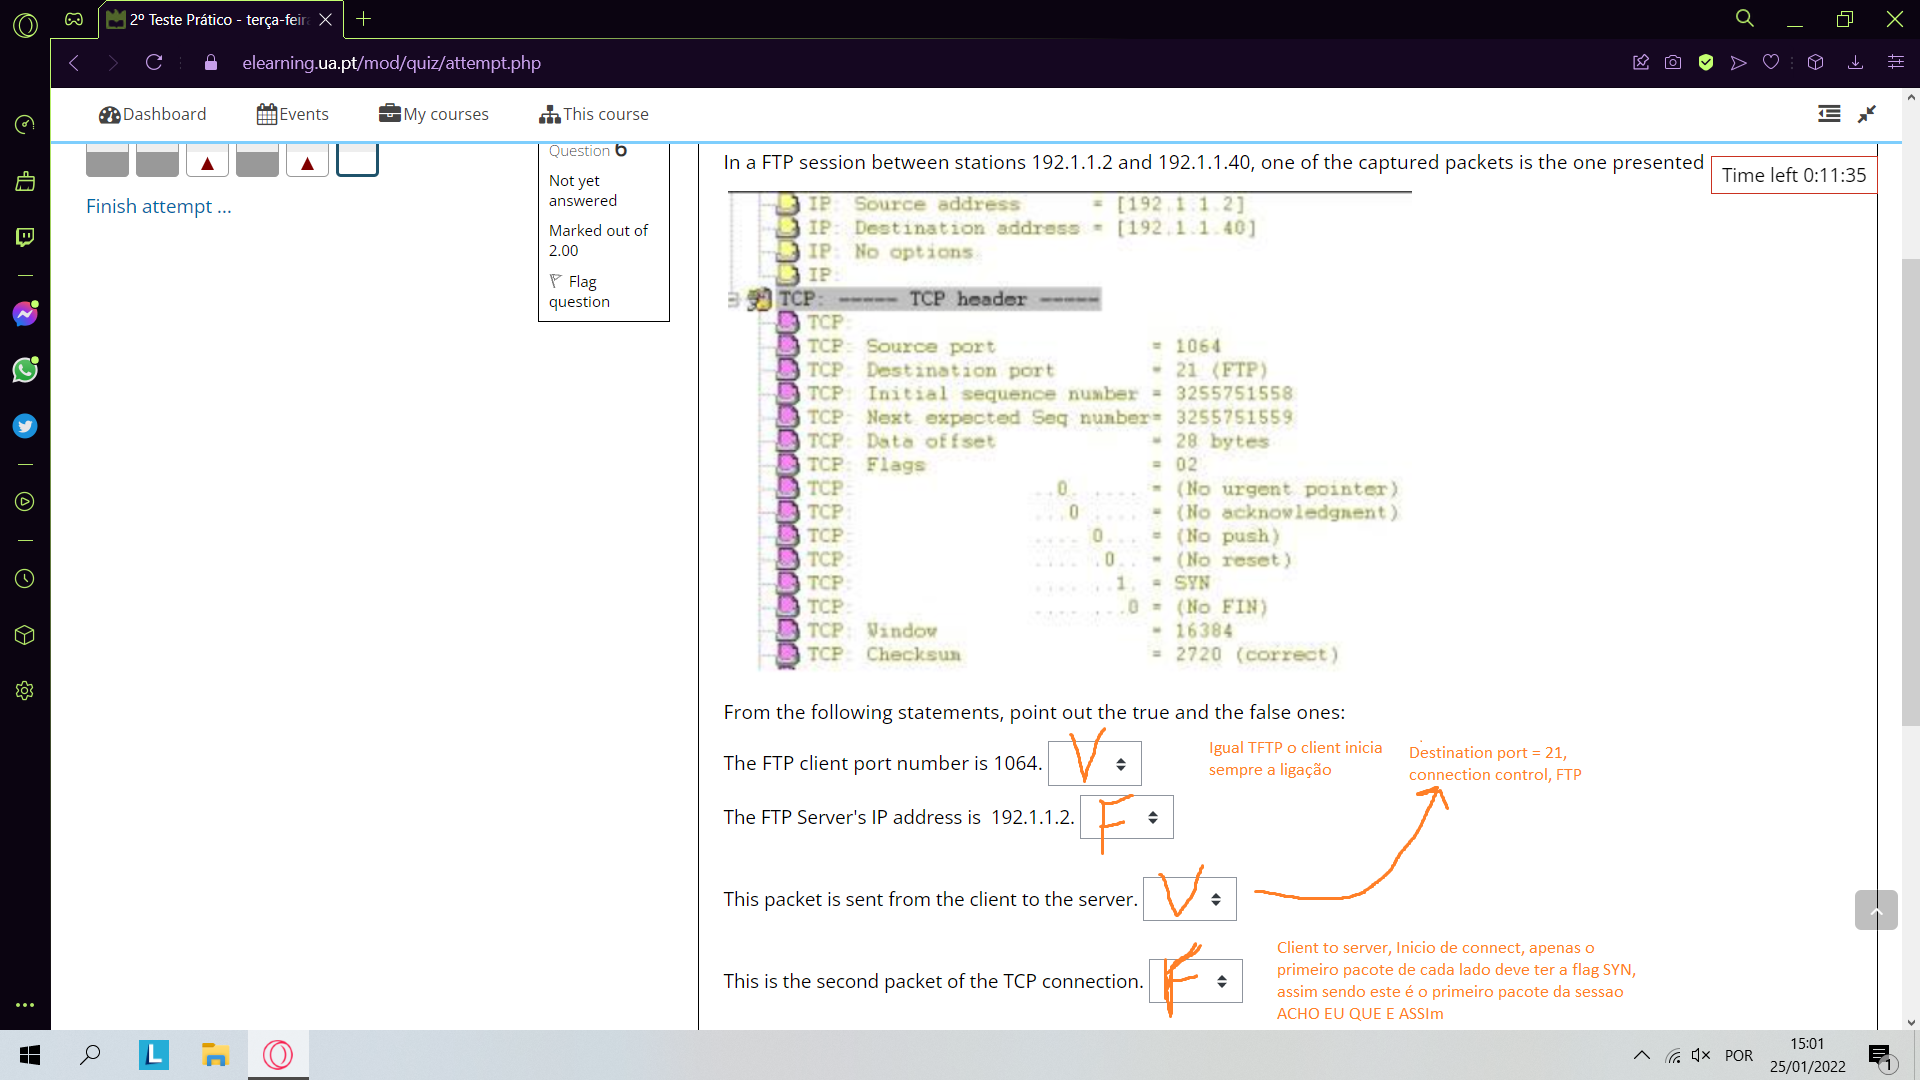 2º Teste Prático - terça-feir
elearning.ua.pt/mod/quiz/attempt.php
Dashboard Events My courses This course
Question 6
Not yet answered
Marked out of 2.00
Flag question
Finish attempt ...
Time left 0:11:35
In a FTP session between stations 192.1.1.2 and 192.1.1.40, one of the captured packets is the one presented
IP: Source address = [192.1.1.2]
IP: Destination address = [192.1.1.40]
IP: No options
IP:
TCP: ----- TCP header -----
TCP:
TCP: Source port = 1064
TCP: Destination port = 21 (FTP)
TCP: Initial sequence number = 3255751558
TCP: Next expected Seq number= 3255751559
TCP: Data offset = 28 bytes
TCP: Flags = 02
TCP: ..0. .... = (No urgent pointer)
TCP: ...0 .... = (No acknowledgment)
TCP: .... 0... = (No push)
TCP: .... .0.. = (No reset)
TCP: .... ..1. = SYN
TCP: .... ...0 = (No FIN)
TCP: Window = 16384
TCP: Checksum = 2720 (correct)
From the following statements, point out the true and the false ones:
The FTP client port number is 1064. V
Igual TFTP o client inicia
sempre a ligação
Destination port = 21,
connection control, FTP
The FTP Server's IP address is 192.1.1.2. F
This packet is sent from the client to the server. V
This is the second packet of the TCP connection. F
Client to server, Inicio de connect, apenas o
primeiro pacote de cada lado deve ter a flag SYN,
assim sendo este é o primeiro pacote da sessao
ACHO EU QUE E ASSIm
L
POR
15:01
25/01/2022
1